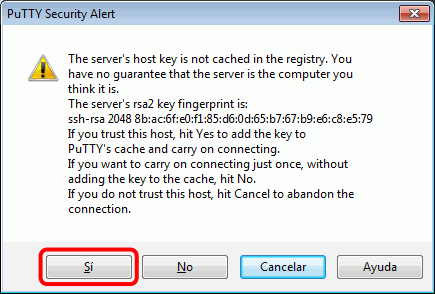 PuTTY Security Alert
The server's host key is not cached in the registry. You
have no guarantee that the server is the computer you
think it is.
The server's rsa2 key fingerprint is:
ssh-rsa 2048 8b:ac:6f:e0:f1:85:d6:0d:65:b7:67:b9:e6:c8:e5:79
If you trust this host, hit Yes to add the key to
PuTTY's cache and carry on connecting.
If you want to carry on connecting just once, without
adding the key to the cache, hit No.
If you do not trust this host, hit Cancel to abandon the
connection.
Sí No Cancelar Ayuda